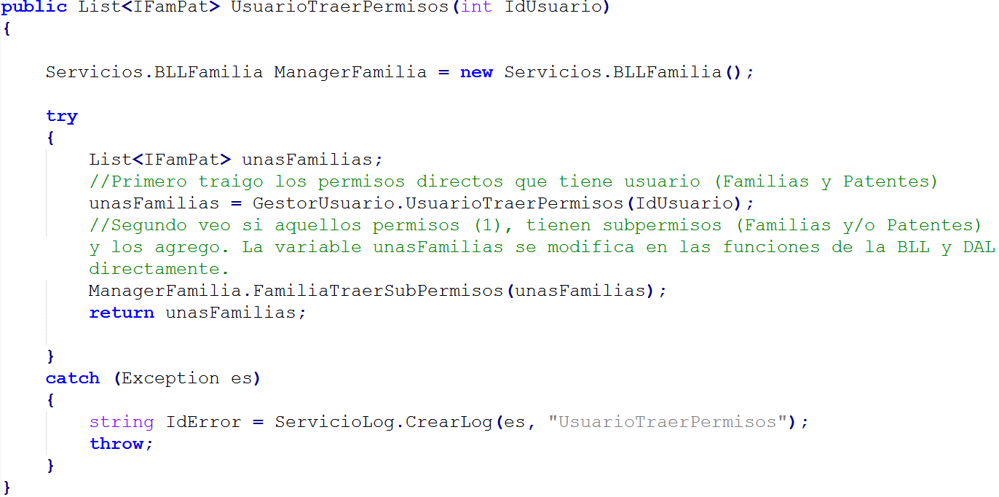 public List<IFamPat> UsuarioTraerPermisos(int IdUsuario)
{
Servicios.BLLFamilia ManagerFamilia = new Servicios.BLLFamilia();
try
{
List<IFamPat> unasFamilias;
//Primero traigo los permisos directos que tiene usuario (Familias y Patentes)
unasFamilias = GestorUsuario.UsuarioTraerPermisos(IdUsuario);
//Segundo veo si aquellos permisos (1), tienen subpermisos (Familias y/o Patentes)
y los agrego. La variable unasFamilias se modifica en las funciones de la BLL y DAL
directamente.
ManagerFamilia.FamiliaTraerSubPermisos(unasFamilias);
return unasFamilias;
}
catch (Exception es)
{
string IdError = ServicioLog.CrearLog(es, "UsuarioTraerPermisos");
throw;
}
}